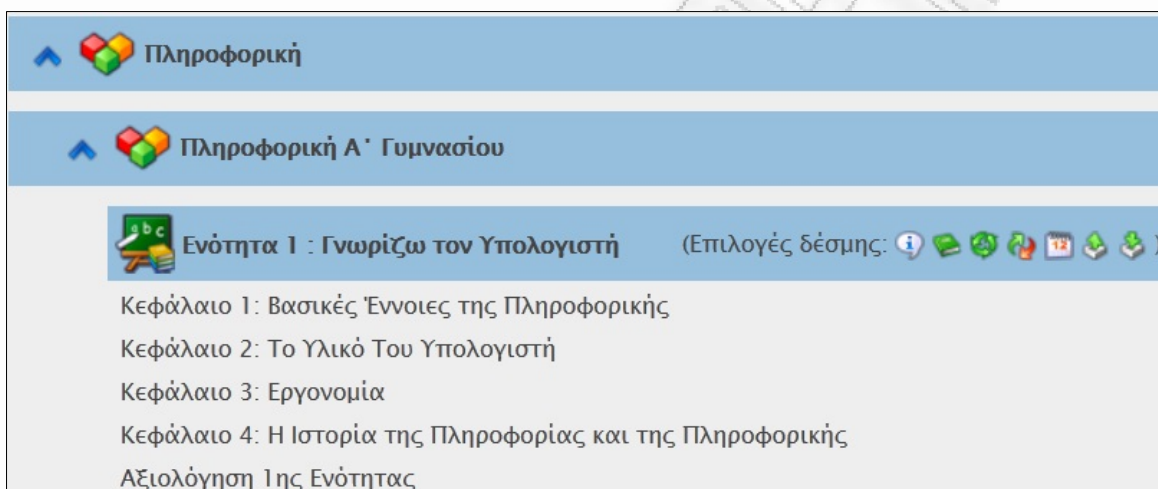 Πληροφορική
Πληροφορική Α΄ Γυμνασίου
Ενότητα 1 : Γνωρίζω τον Υπολογιστή (Επιλογές δέσμης: 12 )
Κεφάλαιο 1: Βασικές Έννοιες της Πληροφορικής
Κεφάλαιο 2: Το Υλικό Του Υπολογιστή
Κεφάλαιο 3: Εργονομία
Κεφάλαιο 4: Η Ιστορία της Πληροφορίας και της Πληροφορικής
Αξιολόγηση 1ης Ενότητας